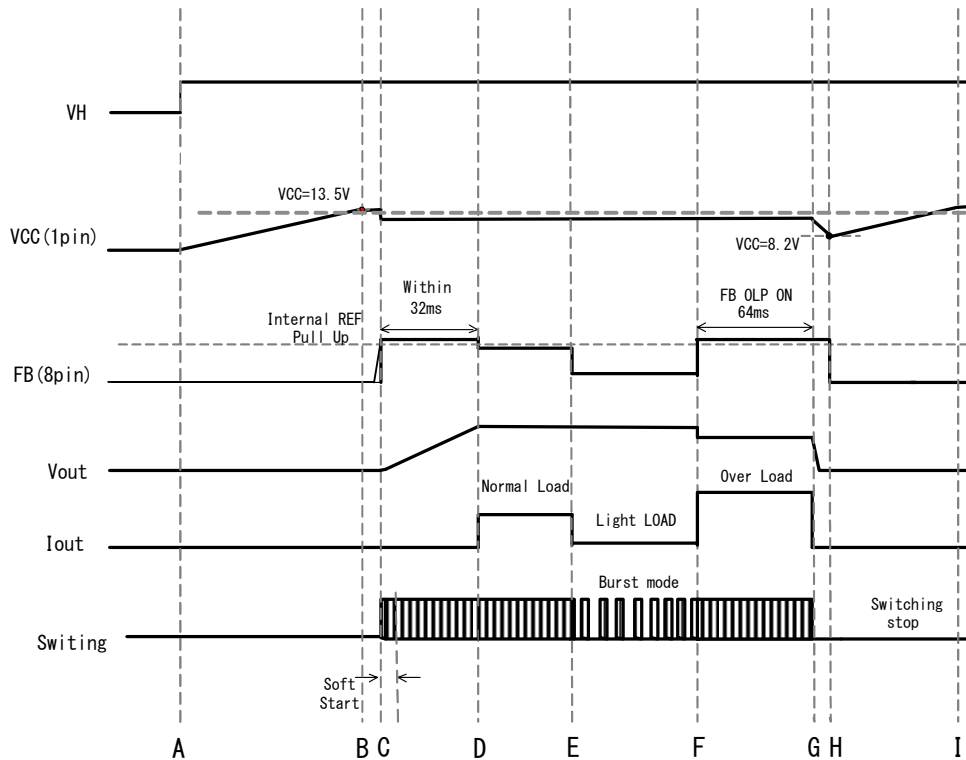 VH
VCC=13.5V
VCC(1pin)
VCC=8.2V
Within
32ms
FB OLP ON
64ms
Internal REF
Pull Up
FB(8pin)
Vout
Normal Load
Over Load
Light LOAD
Iout
Burst mode
Switching
stop
Switing
Soft
Start
A B C D E F G H I